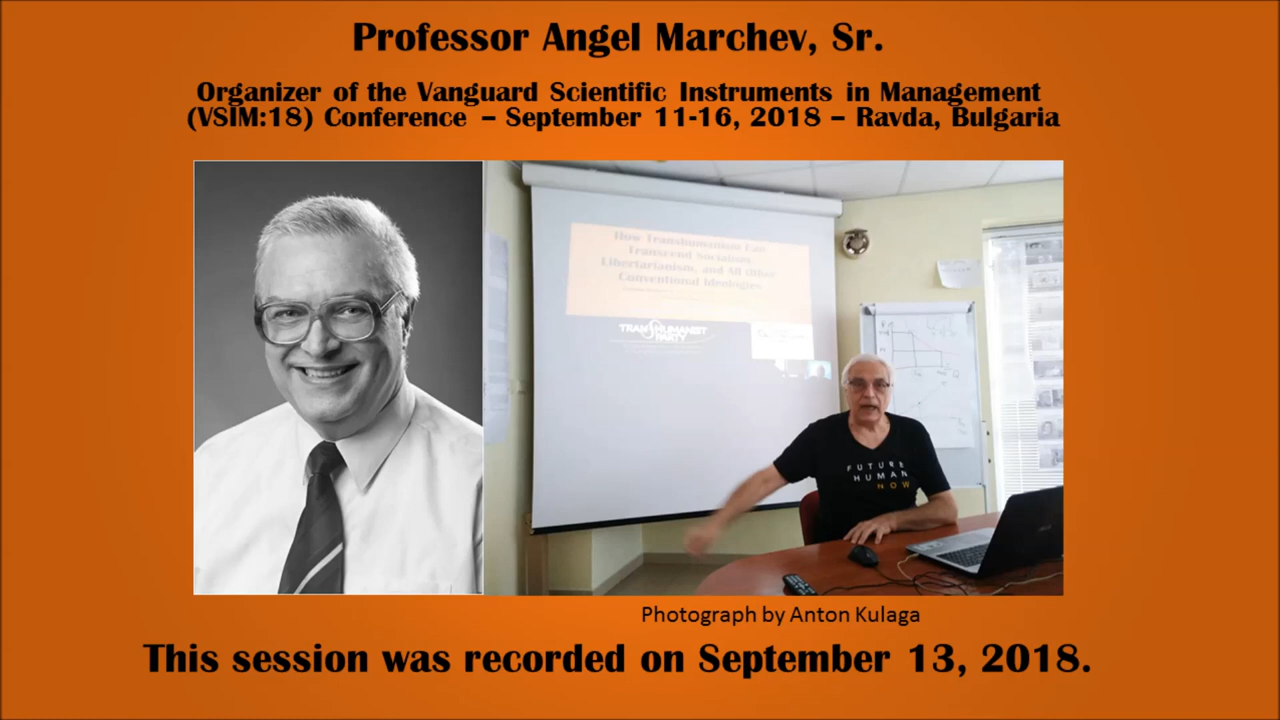 Professor Angel Marchev, Sr.
Organizer of the Vanguard Scientific Instruments in Management
(VSIM:18) Conference – September 11-16, 2018 – Ravda, Bulgaria
How Transhumanism Can
Transcend Socialism,
Libertarianism, and All Other
Conventional Ideologies
TRANSHUMANIST
PARTY
FUTURE
HUMAN
NOW
Photograph by Anton Kulaga
This session was recorded on September 13, 2018.